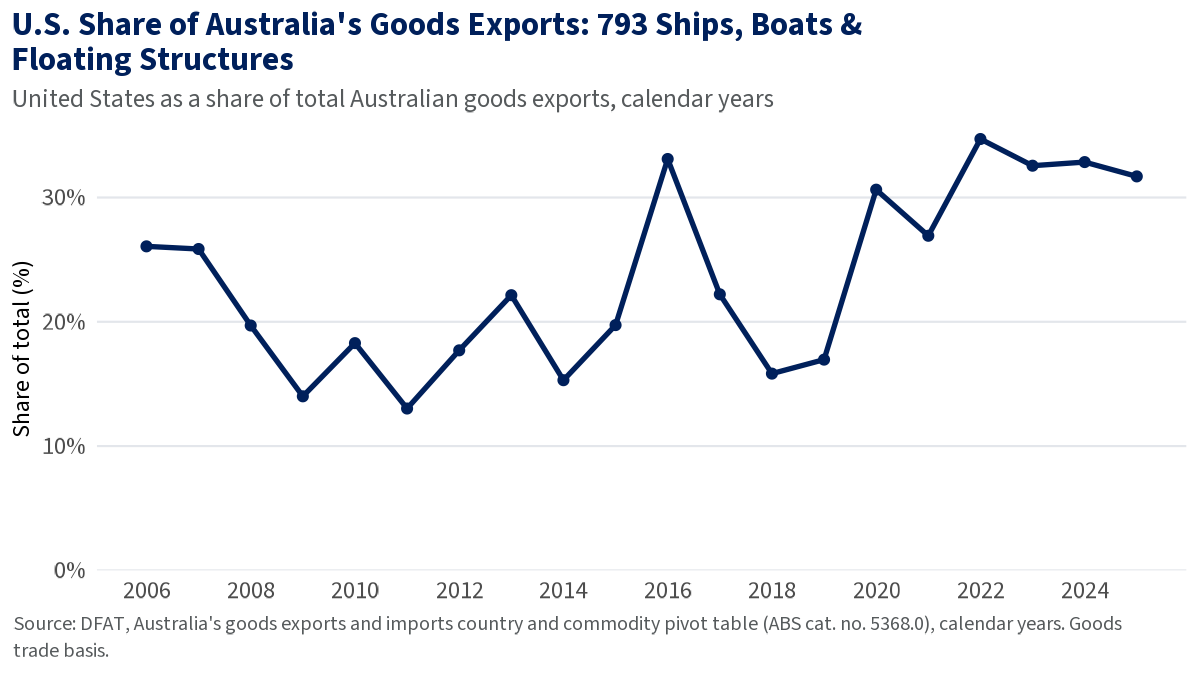 U.S. Share of Australia's Goods Exports: 793 Ships, Boats &
Floating Structures
United States as a share of total Australian goods exports, calendar years
Share of total (%)
30%
20%
10%
0%
2006 2008 2010 2012 2014 2016 2018 2020 2022 2024
Source: DFAT, Australia's goods exports and imports country and commodity pivot table (ABS cat. no. 5368.0), calendar years. Goods
trade basis.